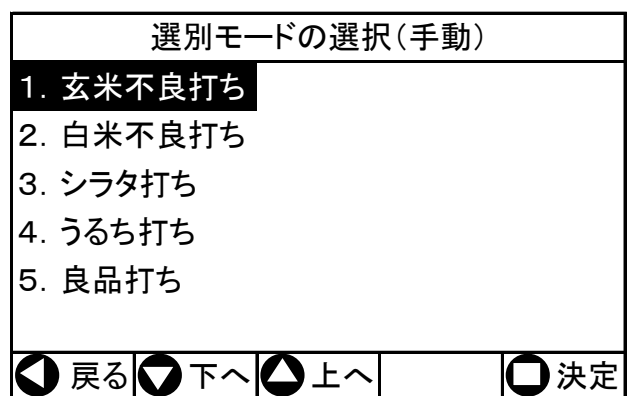 選別モードの選択(手動)
1. 玄米不良打ち
2. 白米不良打ち
3. シラタ打ち
4. うるち打ち
5. 良品打ち
戻る 下へ 上へ 決定